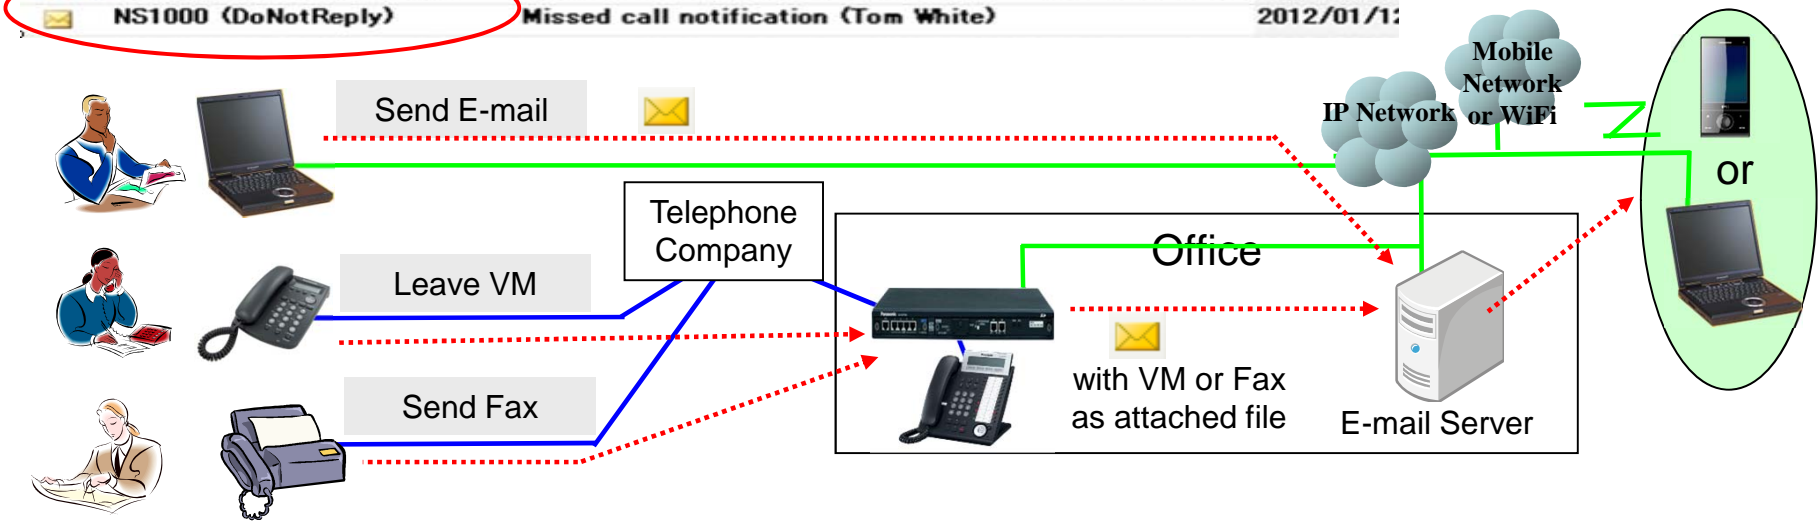 NS1000 (DoNotReply) Missed call notification (Tom White) 2012/01/12
Mobile
Network
or WiFi
IP Network
Send E-mail
or
Telephone
Company
Office
Leave VM
Send Fax
with VM or Fax
as attached file
E-mail Server